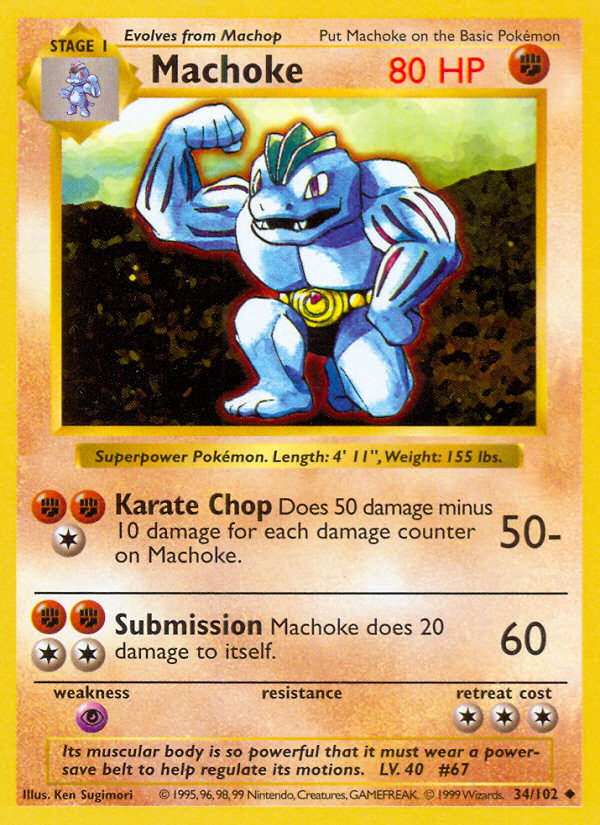 STAGE 1
Evolves from Machop
Put Machoke on the Basic Pokémon
Machoke
80 HP
Superpower Pokémon. Length: 4' 11", Weight: 155 lbs.
Karate Chop Does 50 damage minus
10 damage for each damage counter
on Machoke.
50-
Submission Machoke does 20
damage to itself.
60
weakness
resistance
retreat cost
Its muscular body is so powerful that it must wear a power-
save belt to help regulate its motions. LV. 40 #67
Illus. Ken Sugimori
© 1995, 96, 98, 99 Nintendo, Creatures, GAMEFREAK. © 1999 Wizards.
34/102